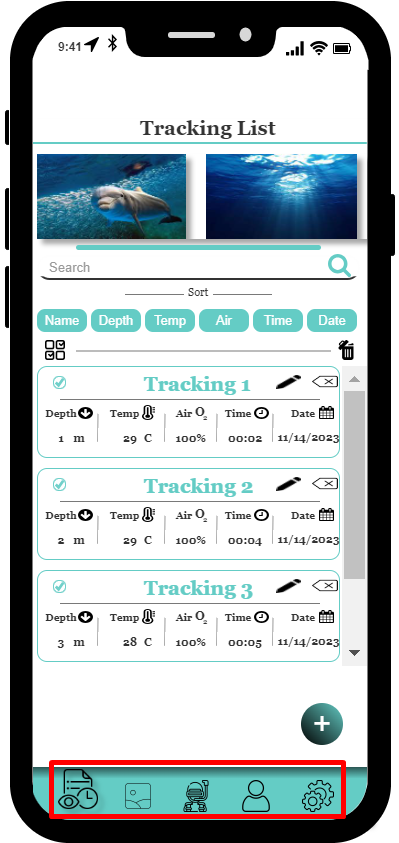 9:41
Tracking List
Search
Sort
Name Depth Temp Air Time Date
Tracking 1
Depth Temp Air O2 Time Date
1 m 29 C 100% 00:02 11/14/2023
Tracking 2
Depth Temp Air O2 Time Date
2 m 29 C 100% 00:04 11/14/2023
Tracking 3
Depth Temp Air O2 Time Date
3 m 28 C 100% 00:05 11/14/2023
+